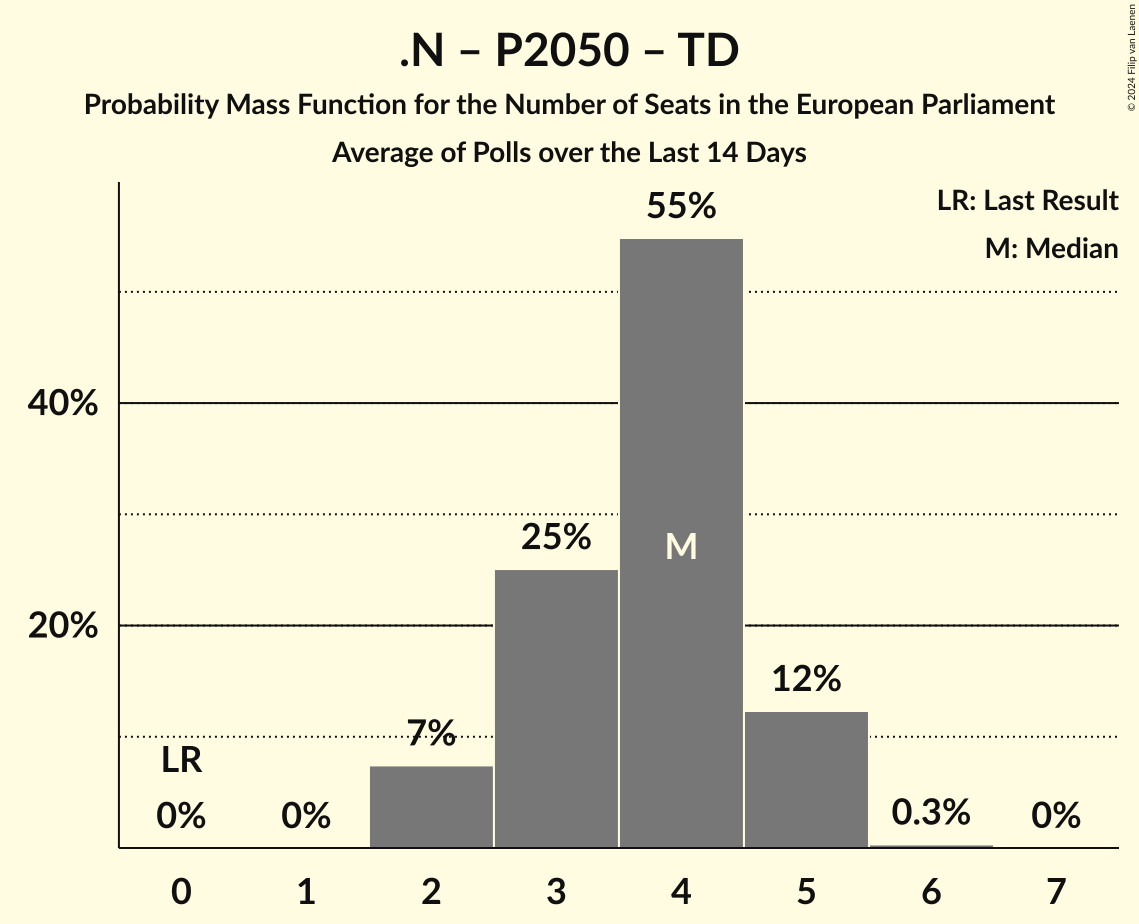 .N – P2050 – TD
Probability Mass Function for the Number of Seats in the European Parliament
Average of Polls over the Last 14 Days
© 2024 Filip van Laenen
LR: Last Result
M: Median
55%
40%
25%
M
20%
12%
7%
LR
0%
0%
0.3%
0%
0 1 2 3 4 5 6 7